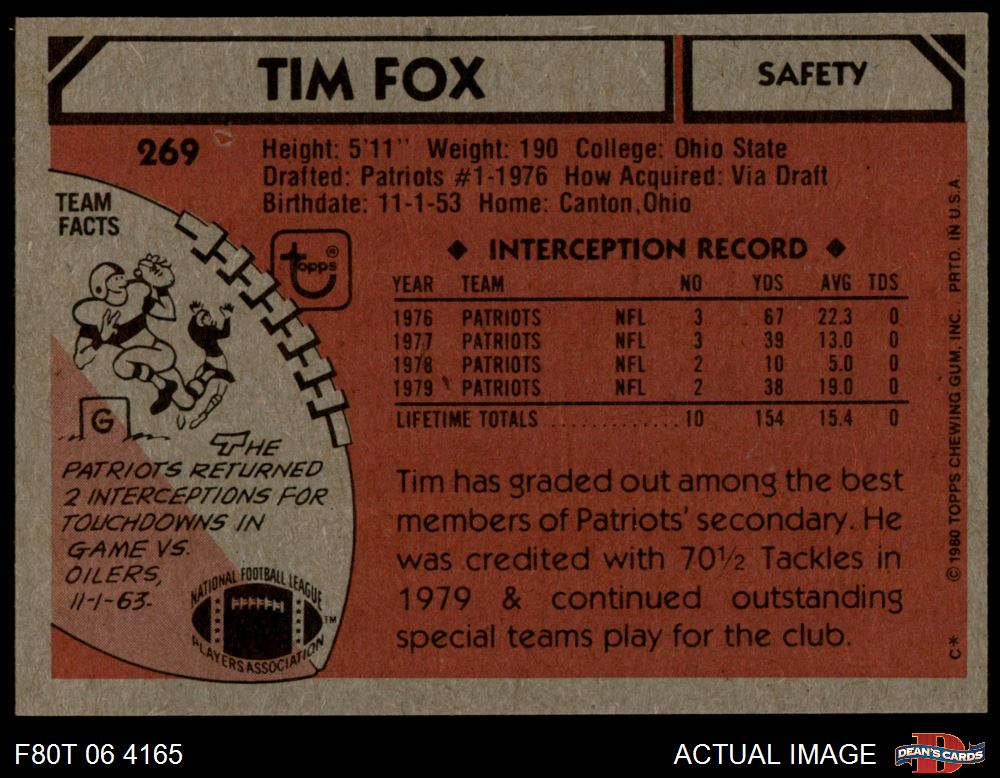 TIM FOX
SAFETY
269
Height: 5'11" Weight: 190 College: Ohio State
Drafted: Patriots #1-1976 How Acquired: Via Draft
Birthdate: 11-1-53 Home: Canton, Ohio
TEAM
FACTS
topps®
◆ INTERCEPTION RECORD ◆
YEAR TEAM NO YDS AVG TDS
1976 PATRIOTS NFL 3 67 22.3 0
1977 PATRIOTS NFL 3 39 13.0 0
1978 PATRIOTS NFL 2 10 5.0 0
1979 PATRIOTS NFL 2 38 19.0 0
LIFETIME TOTALS ............. 10 154 15.4 0
G
THE
PATRIOTS RETURNED
2 INTERCEPTIONS FOR
TOUCHDOWNS IN
GAME VS.
OILERS,
11-1-63.
NATIONAL FOOTBALL LEAGUE
PLAYERS ASSOCIATION
TM
Tim has graded out among the best
members of Patriots' secondary. He
was credited with 70½ Tackles in
1979 & continued outstanding
special teams play for the club.
© 1980 TOPPS CHEWING GUM, INC. PRTD. IN U.S.A.
C*
F80T 06 4165
ACTUAL IMAGE
DEAN'S CARDS